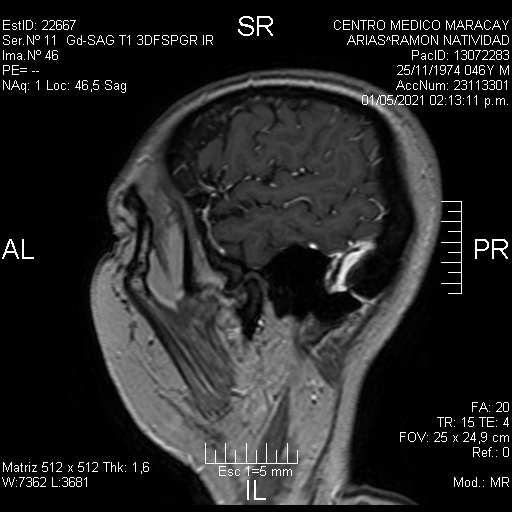 EstID: 22667
Ser.Nº 11 Gd-SAG T1 3DFSPGR IR
Ima.Nº 46
PE= --
NAq: 1 Loc: 46,5 Sag
SR
CENTRO MEDICO MARACAY
ARIAS^RAMON NATIVIDAD
PacID: 13072283
25/11/1974 046Y M
AccNum: 23113301
01/05/2021 02:13:11 p.m.
AL
PR
FA: 20
TR: 15 TE: 4
FOV: 25 x 24,9 cm
Ref.: 0
Mod.: MR
Matriz 512 x 512 Thk: 1,6
W:7362 L:3681
Esc 1=5 mm
IL